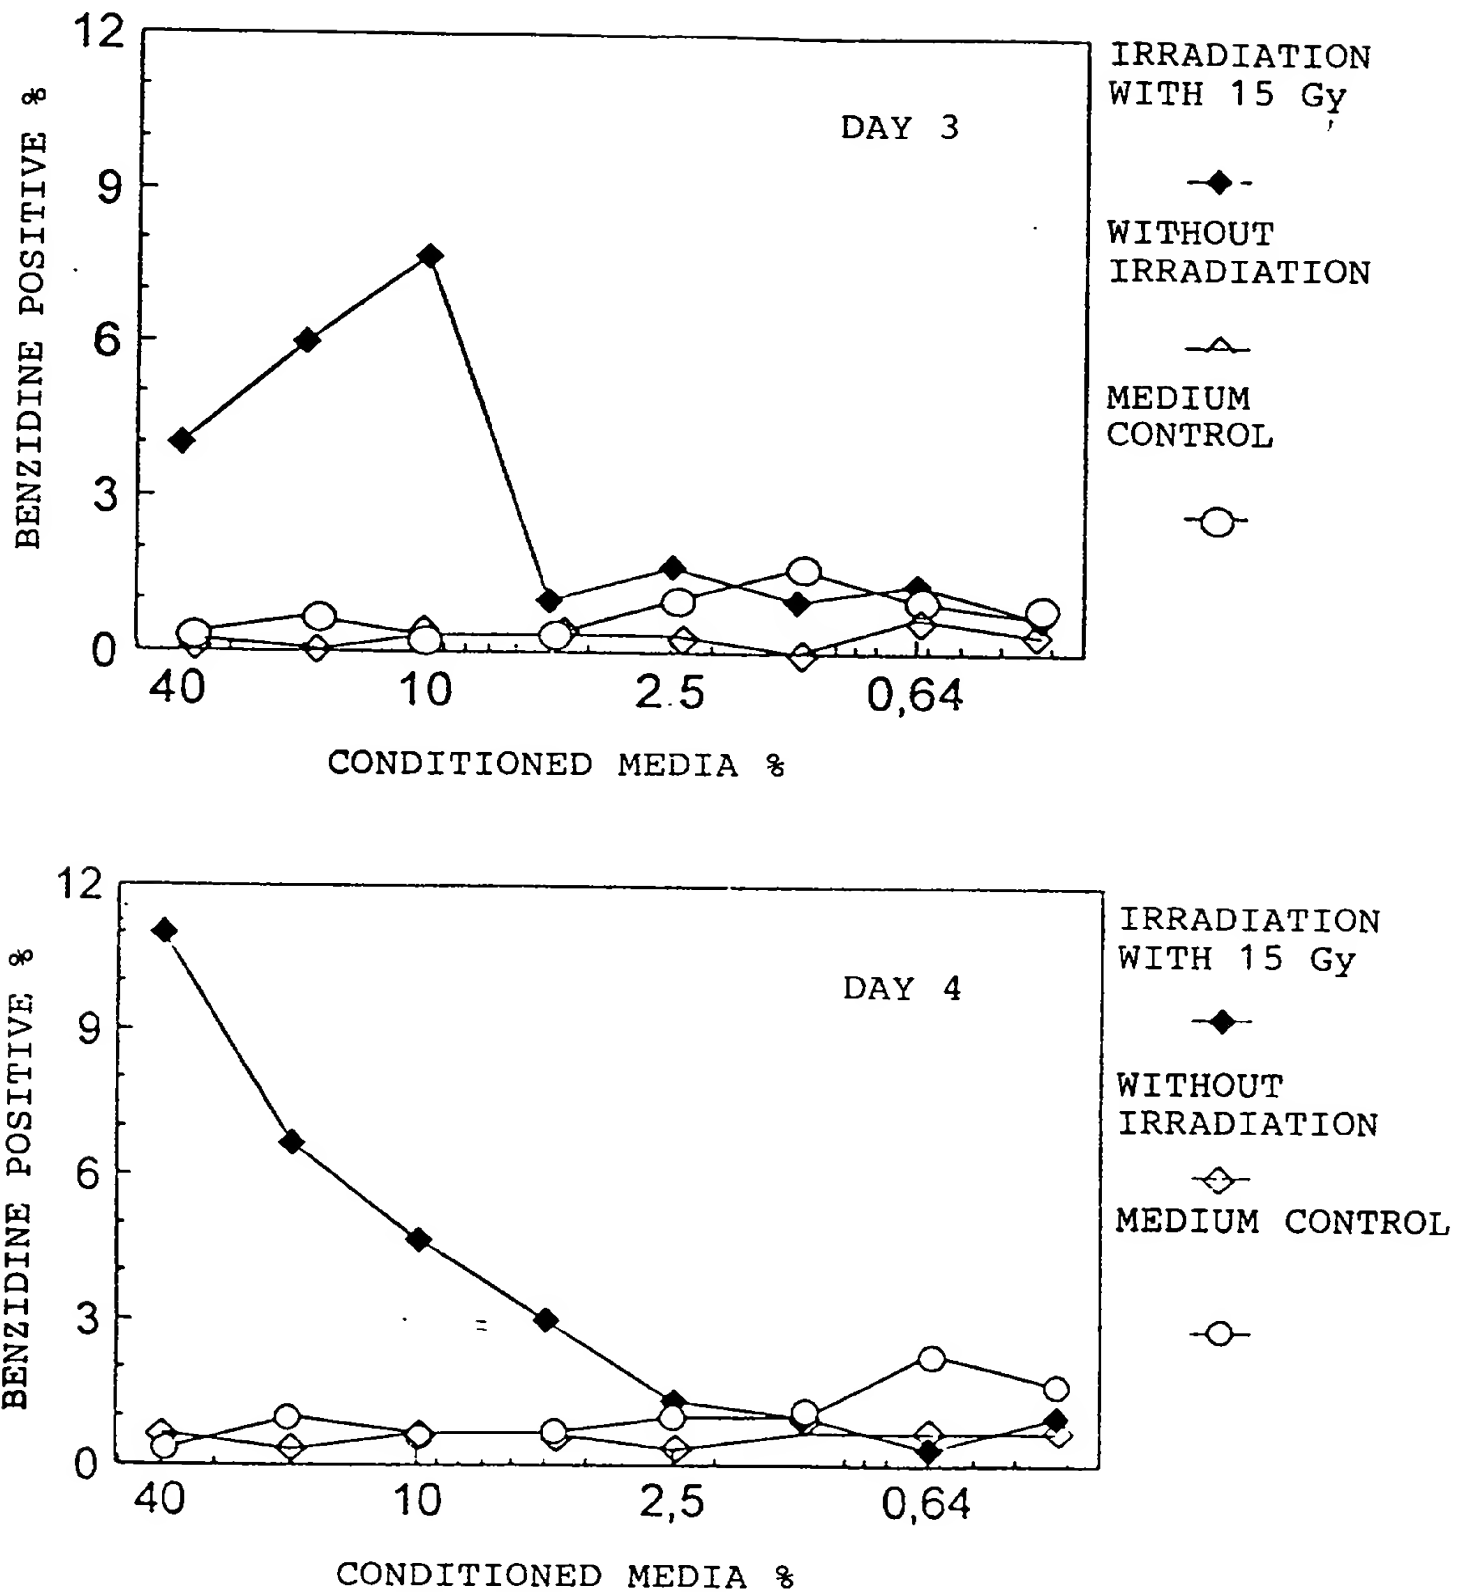 12
9
6
3
0
BENZIDINE POSITIVE %
DAY 3
40
10
2.5
0,64
CONDITIONED MEDIA %
IRRADIATION
WITH 15 Gy
WITHOUT
IRRADIATION
MEDIUM
CONTROL
12
9
6
3
0
BENZIDINE POSITIVE %
DAY 4
40
10
2,5
0,64
CONDITIONED MEDIA %
IRRADIATION
WITH 15 Gy
WITHOUT
IRRADIATION
MEDIUM CONTROL